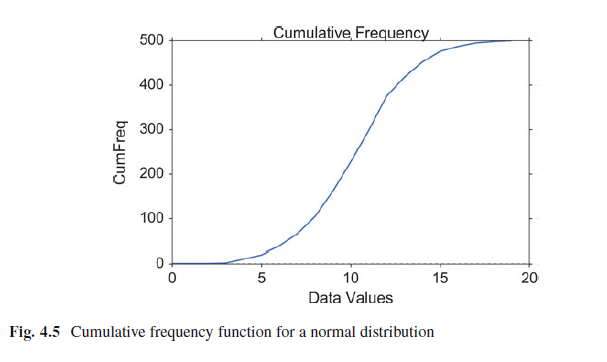 Cumulative Frequency
500
400
300
200
100
0
CumFreq
0 5 10 15 20
Data Values
Fig. 4.5 Cumulative frequency function for a normal distribution